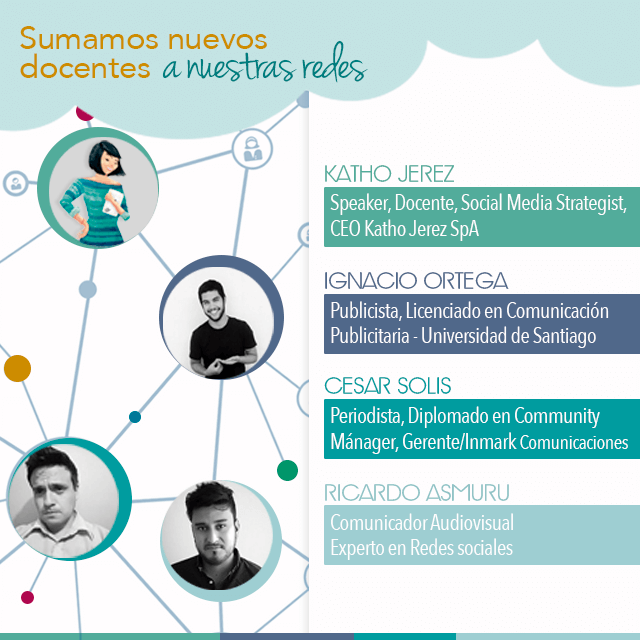 Sumamos nuevos
docentes a nuestras redes
KATHO JEREZ
Speaker, Docente, Social Media Strategist,
CEO Katho Jerez SpA
IGNACIO ORTEGA
Publicista, Licenciado en Comunicación
Publicitaria - Universidad de Santiago
CESAR SOLIS
Periodista, Diplomado en Community
Mánager, Gerente/Inmark Comunicaciones
RICARDO ASMURU
Comunicador Audiovisual
Experto en Redes sociales